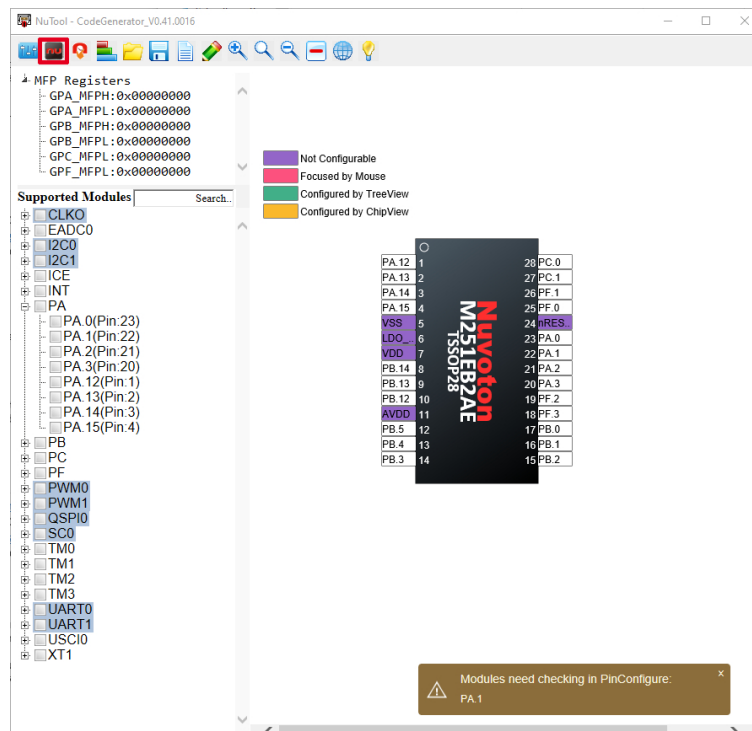 NuTool - CodeGenerator_V0.41.0016
nu
MFP Registers
GPA_MFPH:0x00000000
GPA_MFPL:0x00000000
GPB_MFPH:0x00000000
GPB_MFPL:0x00000000
GPC_MFPL:0x00000000
GPF_MFPL:0x00000000
Supported Modules
Search..
CLKO
EADC0
I2C0
I2C1
ICE
INT
PA
PA.0(Pin:23)
PA.1(Pin:22)
PA.2(Pin:21)
PA.3(Pin:20)
PA.12(Pin:1)
PA.13(Pin:2)
PA.14(Pin:3)
PA.15(Pin:4)
PB
PC
PF
PWM0
PWM1
QSPI0
SC0
TM0
TM1
TM2
TM3
UART0
UART1
USCI0
XT1
Not Configurable
Focused by Mouse
Configured by TreeView
Configured by ChipView
PA.12 1 28 PC.0
PA.13 2 27 PC.1
PA.14 3 26 PF.1
PA.15 4 25 PF.0
VSS 5 24 nRES..
LDO_.. 6 23 PA.0
VDD 7 22 PA.1
PB.14 8 21 PA.2
PB.13 9 20 PA.3
PB.12 10 19 PF.2
AVDD 11 18 PF.3
PB.5 12 17 PB.0
PB.4 13 16 PB.1
PB.3 14 15 PB.2
Nuvoton
M251EB2AE
TSSOP28
Modules need checking in PinConfigure:
x
PA.1